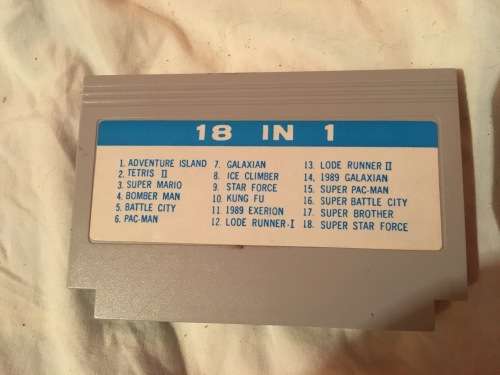 18 IN 1
1. ADVENTURE ISLAND
2. TETRIS II
3. SUPER MARIO
4. BOMBER MAN
5. BATTLE CITY
6. PAC-MAN
7. GALAXIAN
8. ICE CLIMBER
9. STAR FORCE
10. KUNG FU
11. 1989 EXERION
12. LODE RUNNER-I
13. LODE RUNNER II
14. 1989 GALAXIAN
15. SUPER PAC-MAN
16. SUPER BATTLE CITY
17. SUPER BROTHER
18. SUPER STAR FORCE